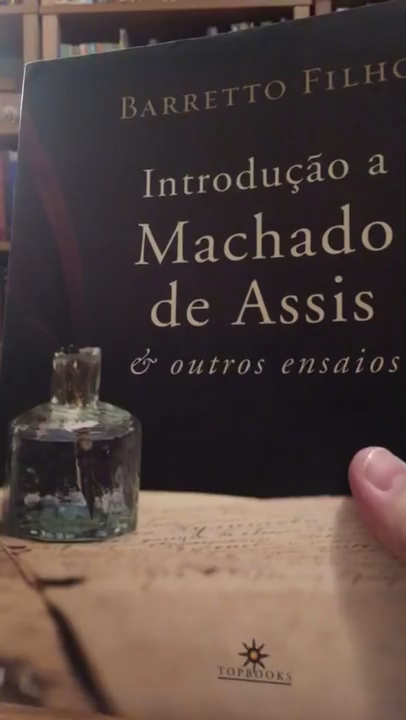 BARRETTO FILHO
Introdução a
Machado
de Assis
& outros ensaios
TOPBOOKS